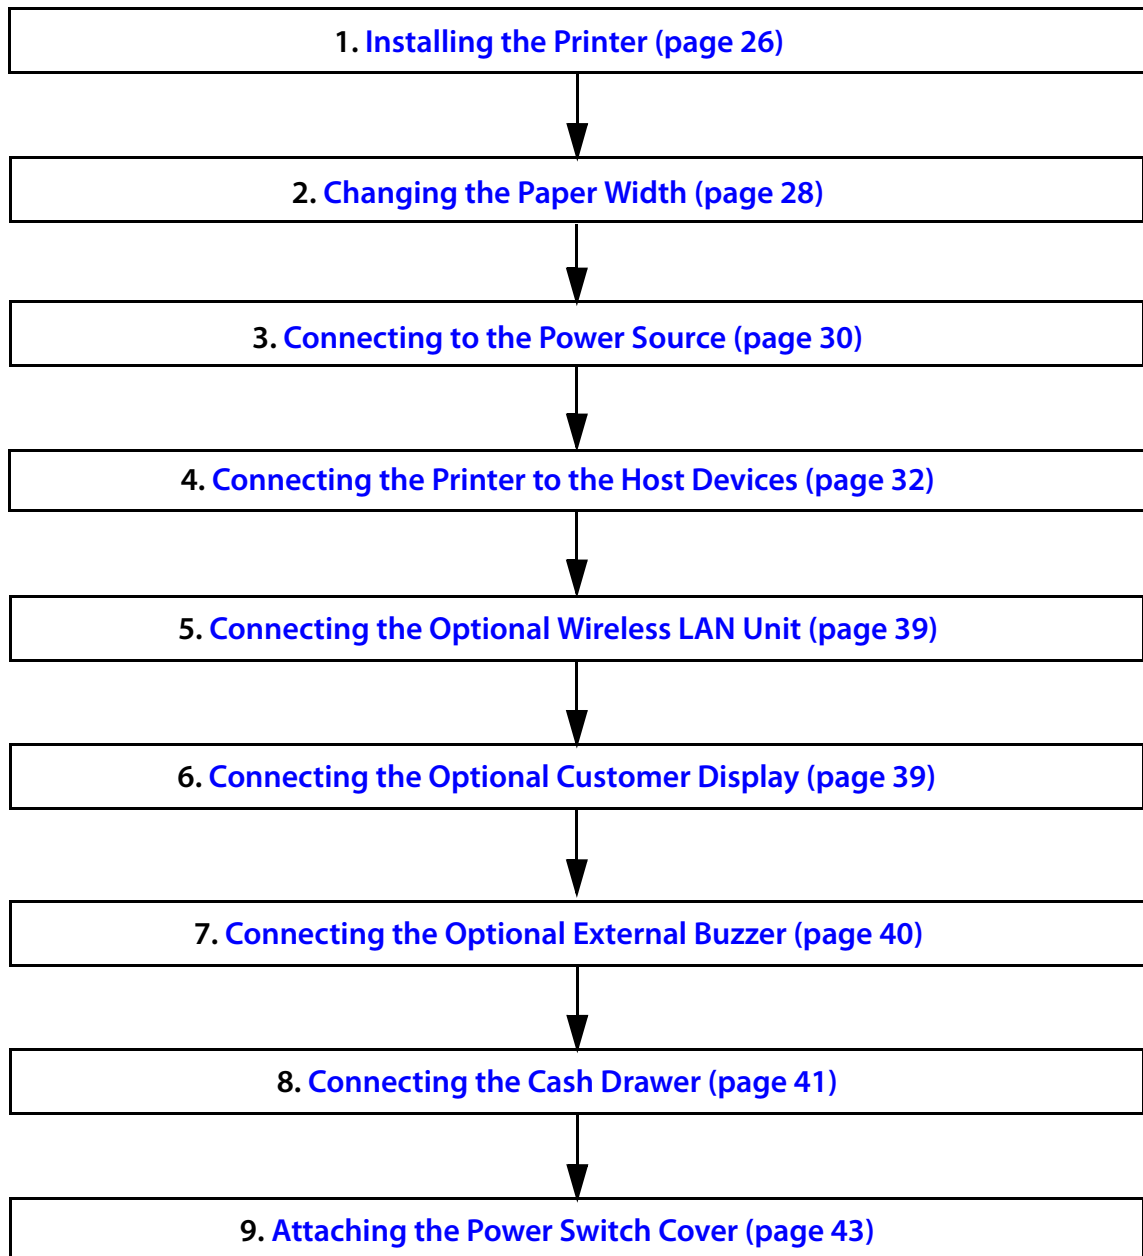 1. Installing the Printer (page 26)
2. Changing the Paper Width (page 28)
3. Connecting to the Power Source (page 30)
4. Connecting the Printer to the Host Devices (page 32)
5. Connecting the Optional Wireless LAN Unit (page 39)
6. Connecting the Optional Customer Display (page 39)
7. Connecting the Optional External Buzzer (page 40)
8. Connecting the Cash Drawer (page 41)
9. Attaching the Power Switch Cover (page 43)